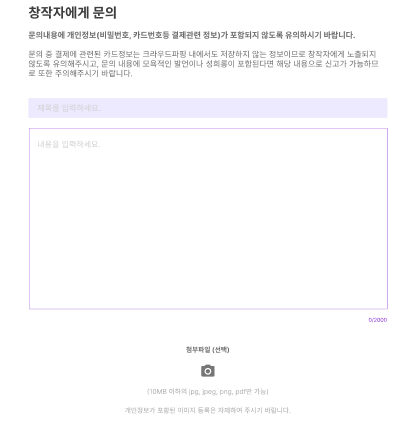 창작자에게 문의
문의내용에 개인정보(비밀번호, 카드번호등 결제관련 정보)가 포함되지 않도록 유의하시기 바랍니다.
문의 중 결제에 관련된 카드정보는 크라우드파핑 내에서도 저장하지 않는 정보이므로 창작자에게 노출되지
않도록 유의해주시고, 문의 내용에 모욕적인 발언이나 성희롱이 포함된다면 해당 내용으로 신고가 가능하므
로 또한 주의해주시기 바랍니다.
제목을 입력하세요.
내용을 입력하세요.
0/2000
첨부파일 (선택)
(10MB 이하의 jpg, jpeg, png, pdf만 가능)
개인정보가 포함된 이미지 등록은 자제하여 주시기 바랍니다.